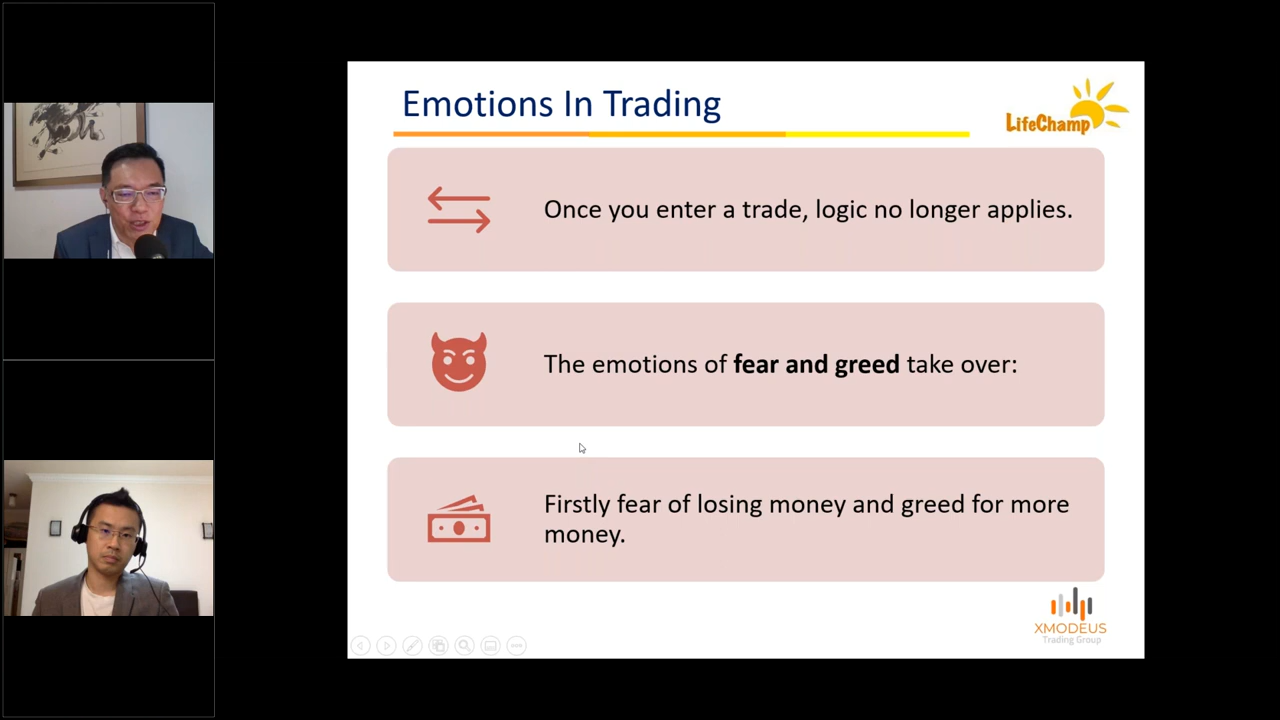 Emotions In Trading
LifeChamp
Once you enter a trade, logic no longer applies.
The emotions of fear and greed take over:
Firstly fear of losing money and greed for more
money.
XMODEUS
Trading Group